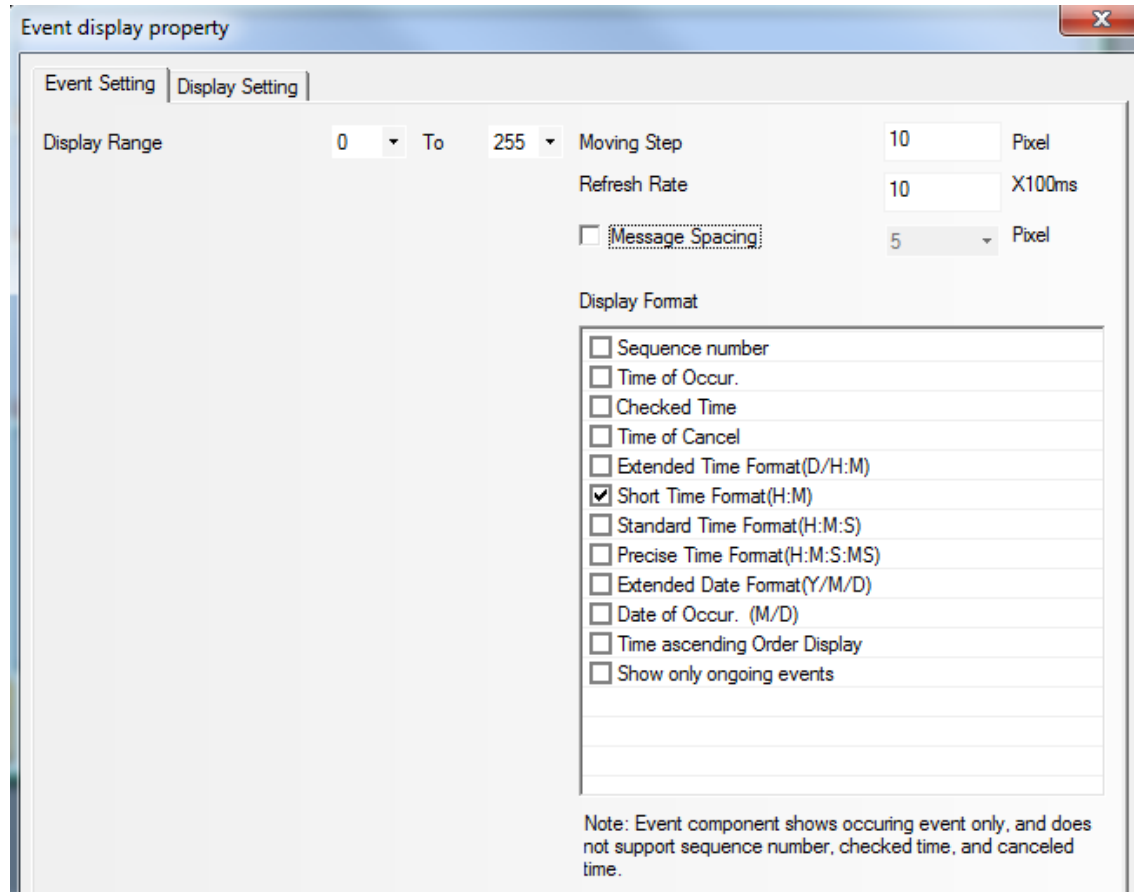 Event display property
Event Setting
Display Setting
Display Range 0 To 255
Moving Step 10 Pixel
Refresh Rate 10 X100ms
Message Spacing 5 Pixel
Display Format
Sequence number
Time of Occur.
Checked Time
Time of Cancel
Extended Time Format(D/H:M)
Short Time Format(H:M)
Standard Time Format(H:M:S)
Precise Time Format(H:M:S:MS)
Extended Date Format(Y/M/D)
Date of Occur. (M/D)
Time ascending Order Display
Show only ongoing events
Note: Event component shows occuring event only, and does
not support sequence number, checked time, and canceled
time.